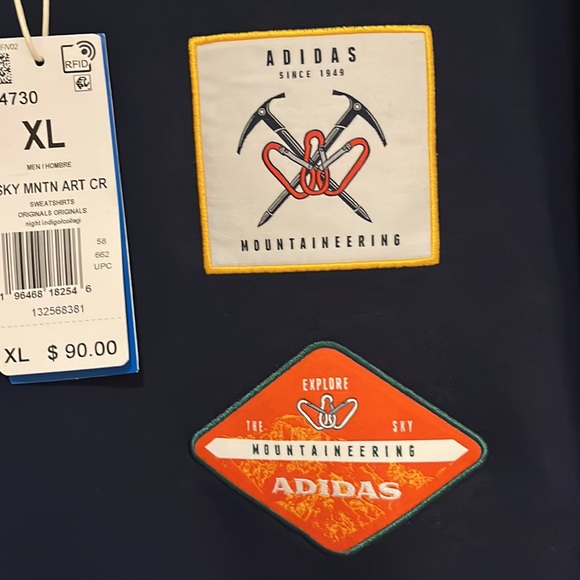 RFID
4730
XL
MEN / HOMBRE
SKY MNTN ART CR
SWEATSHIRTS
ORIGINALS ORIGINALS
night indigo/collegi
58
662
UPC
1 96468 18254 6
132568381
XL $ 90.00
ADIDAS
SINCE 1949
MOUNTAINEERING
EXPLORE
THE SKY
MOUNTAINEERING
ADIDAS